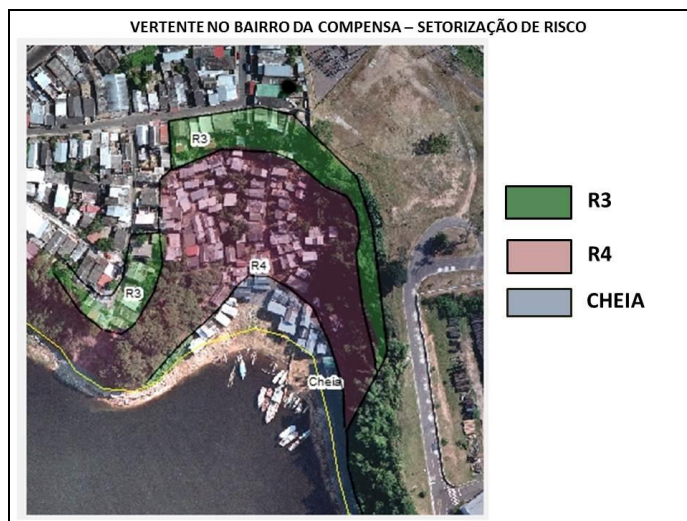 VERTENTE NO BAIRRO DA COMPENSA – SETORIZAÇÃO DE RISCO
R3
R3
R4
R4
R3
CHEIA
Cheia